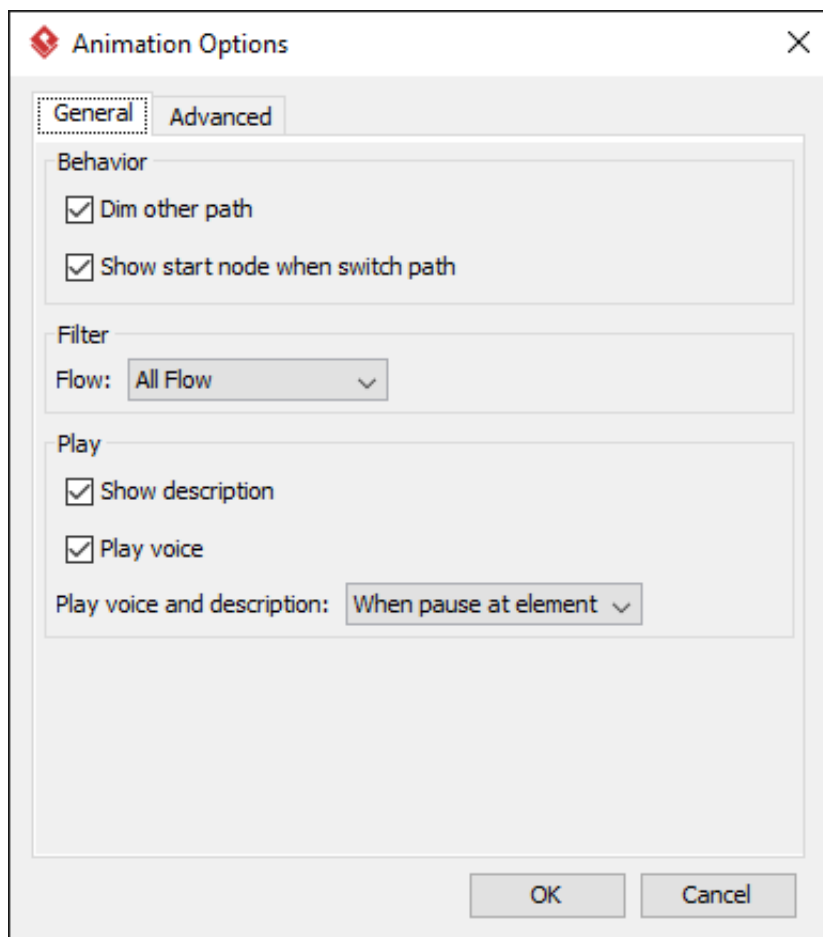 Animation Options
General Advanced
Behavior
Dim other path
Show start node when switch path
Filter
Flow: All Flow
Play
Show description
Play voice
Play voice and description: When pause at element
OK Cancel